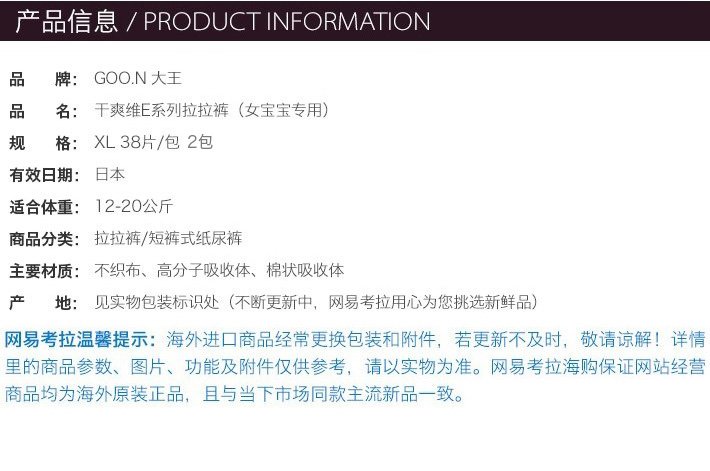 产品信息 / PRODUCT INFORMATION
品 牌： GOO.N 大王
品 名： 干爽维E系列拉拉裤（女宝宝专用）
规 格： XL 38片/包 2包
有效日期： 日本
适合体重： 12-20公斤
商品分类： 拉拉裤/短裤式纸尿裤
主要材质： 不织布、高分子吸收体、棉状吸收体
产 地： 见实物包装标识处（不断更新中，网易考拉用心为您挑选新鲜品）
网易考拉温馨提示：海外进口商品经常更换包装和附件，若更新不及时，敬请谅解！详情
里的商品参数、图片、功能及附件仅供参考，请以实物为准。网易考拉海购保证网站经营
商品均为海外原装正品，且与当下市场同款主流新品一致。